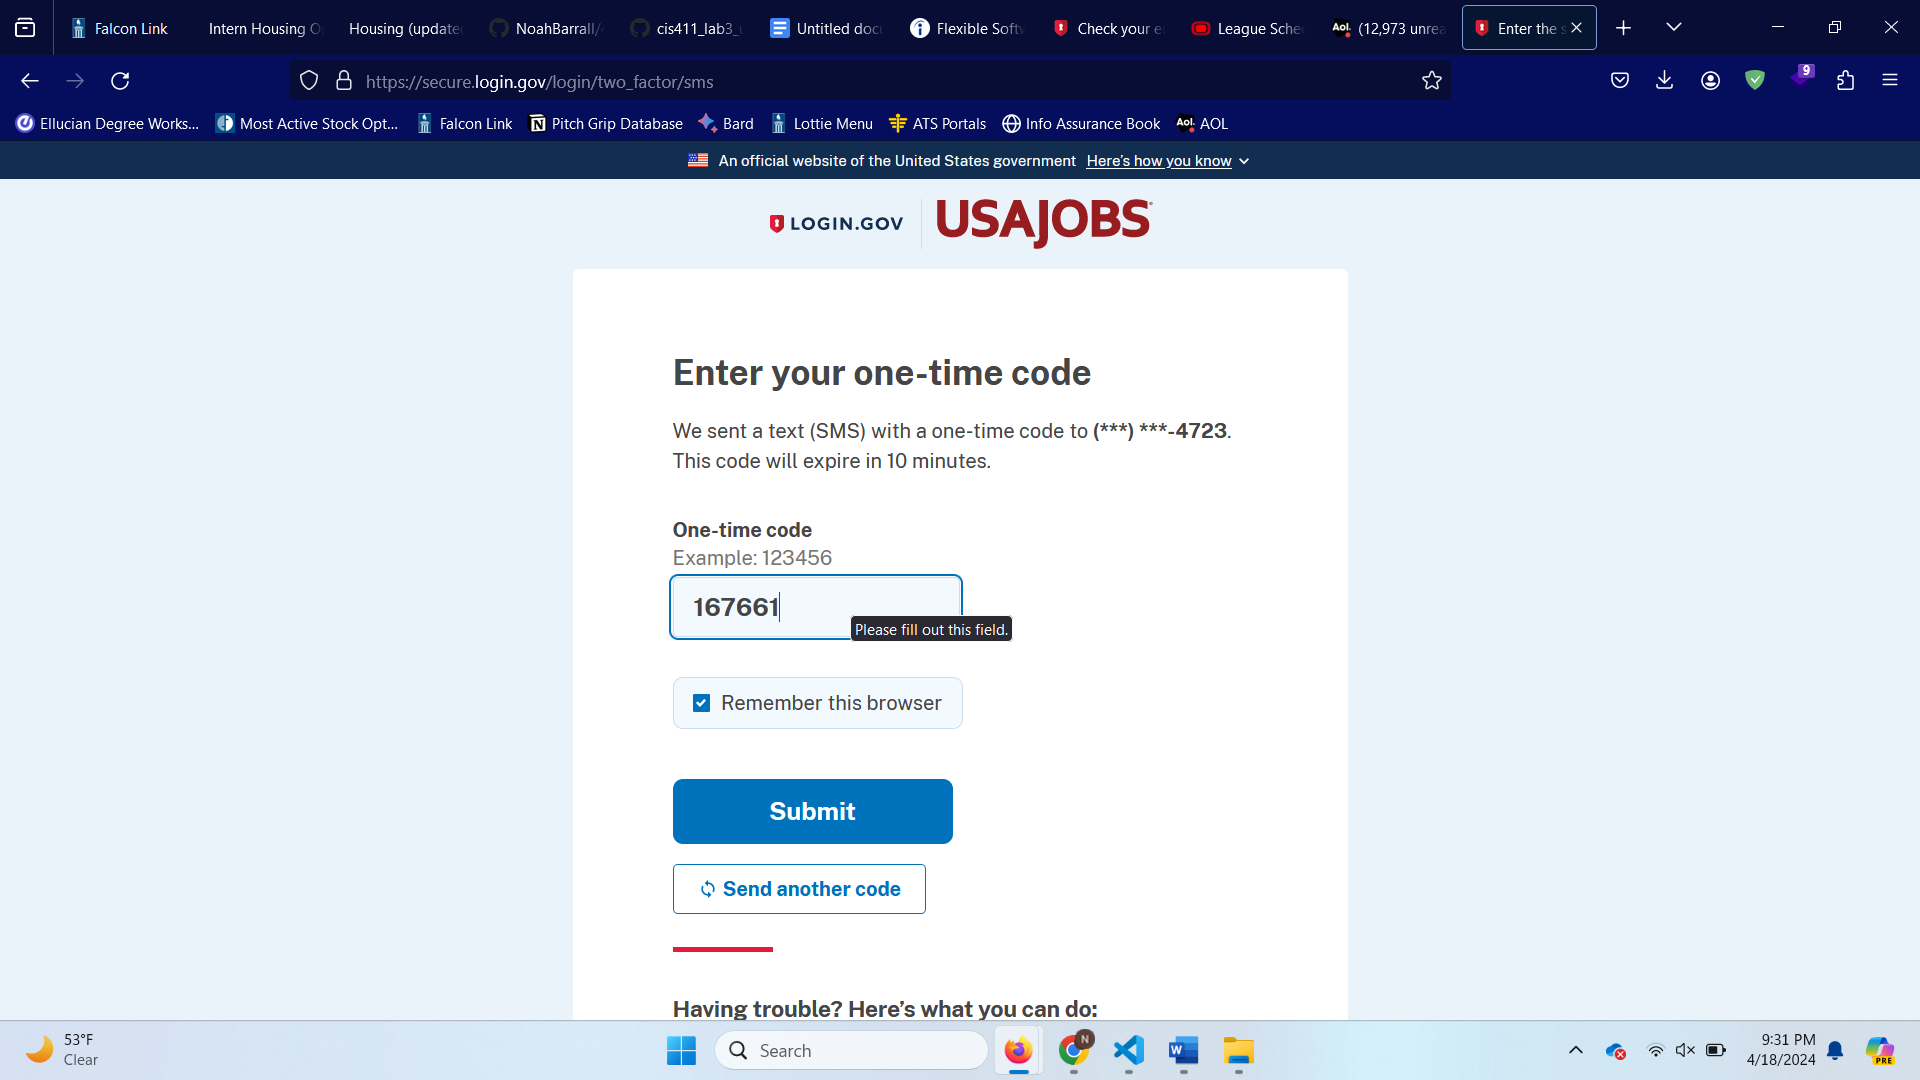 Falcon Link
Intern Housing O
Housing (update
NoahBarrall/
cis411_lab3_
Untitled doc
Flexible Softw
Check your e
League Sche
Aol.
(12,973 unrea
Enter the s
https://secure.login.gov/login/two_factor/sms
9
Ellucian Degree Works...
Most Active Stock Opt...
Falcon Link
Pitch Grip Database
Bard
Lottie Menu
ATS Portals
Info Assurance Book
Aol.
AOL
An official website of the United States government Here's how you know
LOGIN.GOV
USAJOBS
Enter your one-time code
We sent a text (SMS) with a one-time code to (***) ***-4723.
This code will expire in 10 minutes.
One-time code
Example: 123456
167661
Please fill out this field.
Remember this browser
Submit
Send another code
Having trouble? Here's what you can do:
53°F
Clear
Search
N
W
9:31 PM
4/18/2024
PRE